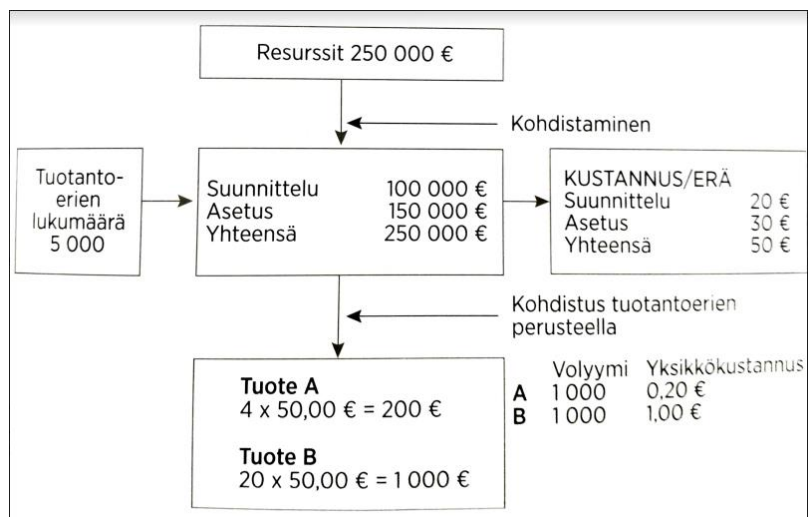 Resurssit 250 000 €
Kohdistaminen
Tuotanto-
erien
lukumäärä
5 000
Suunnittelu 100 000 €
Asetus 150 000 €
Yhteensä 250 000 €
KUSTANNUS/ERÄ
Suunnittelu 20 €
Asetus 30 €
Yhteensä 50 €
Kohdistus tuotantoerien
perusteella
Tuote A
4 x 50,00 € = 200 €
Tuote B
20 x 50,00 € = 1 000 €
Volyymi Yksikkökustannus
A 1 000 0,20 €
B 1 000 1,00 €